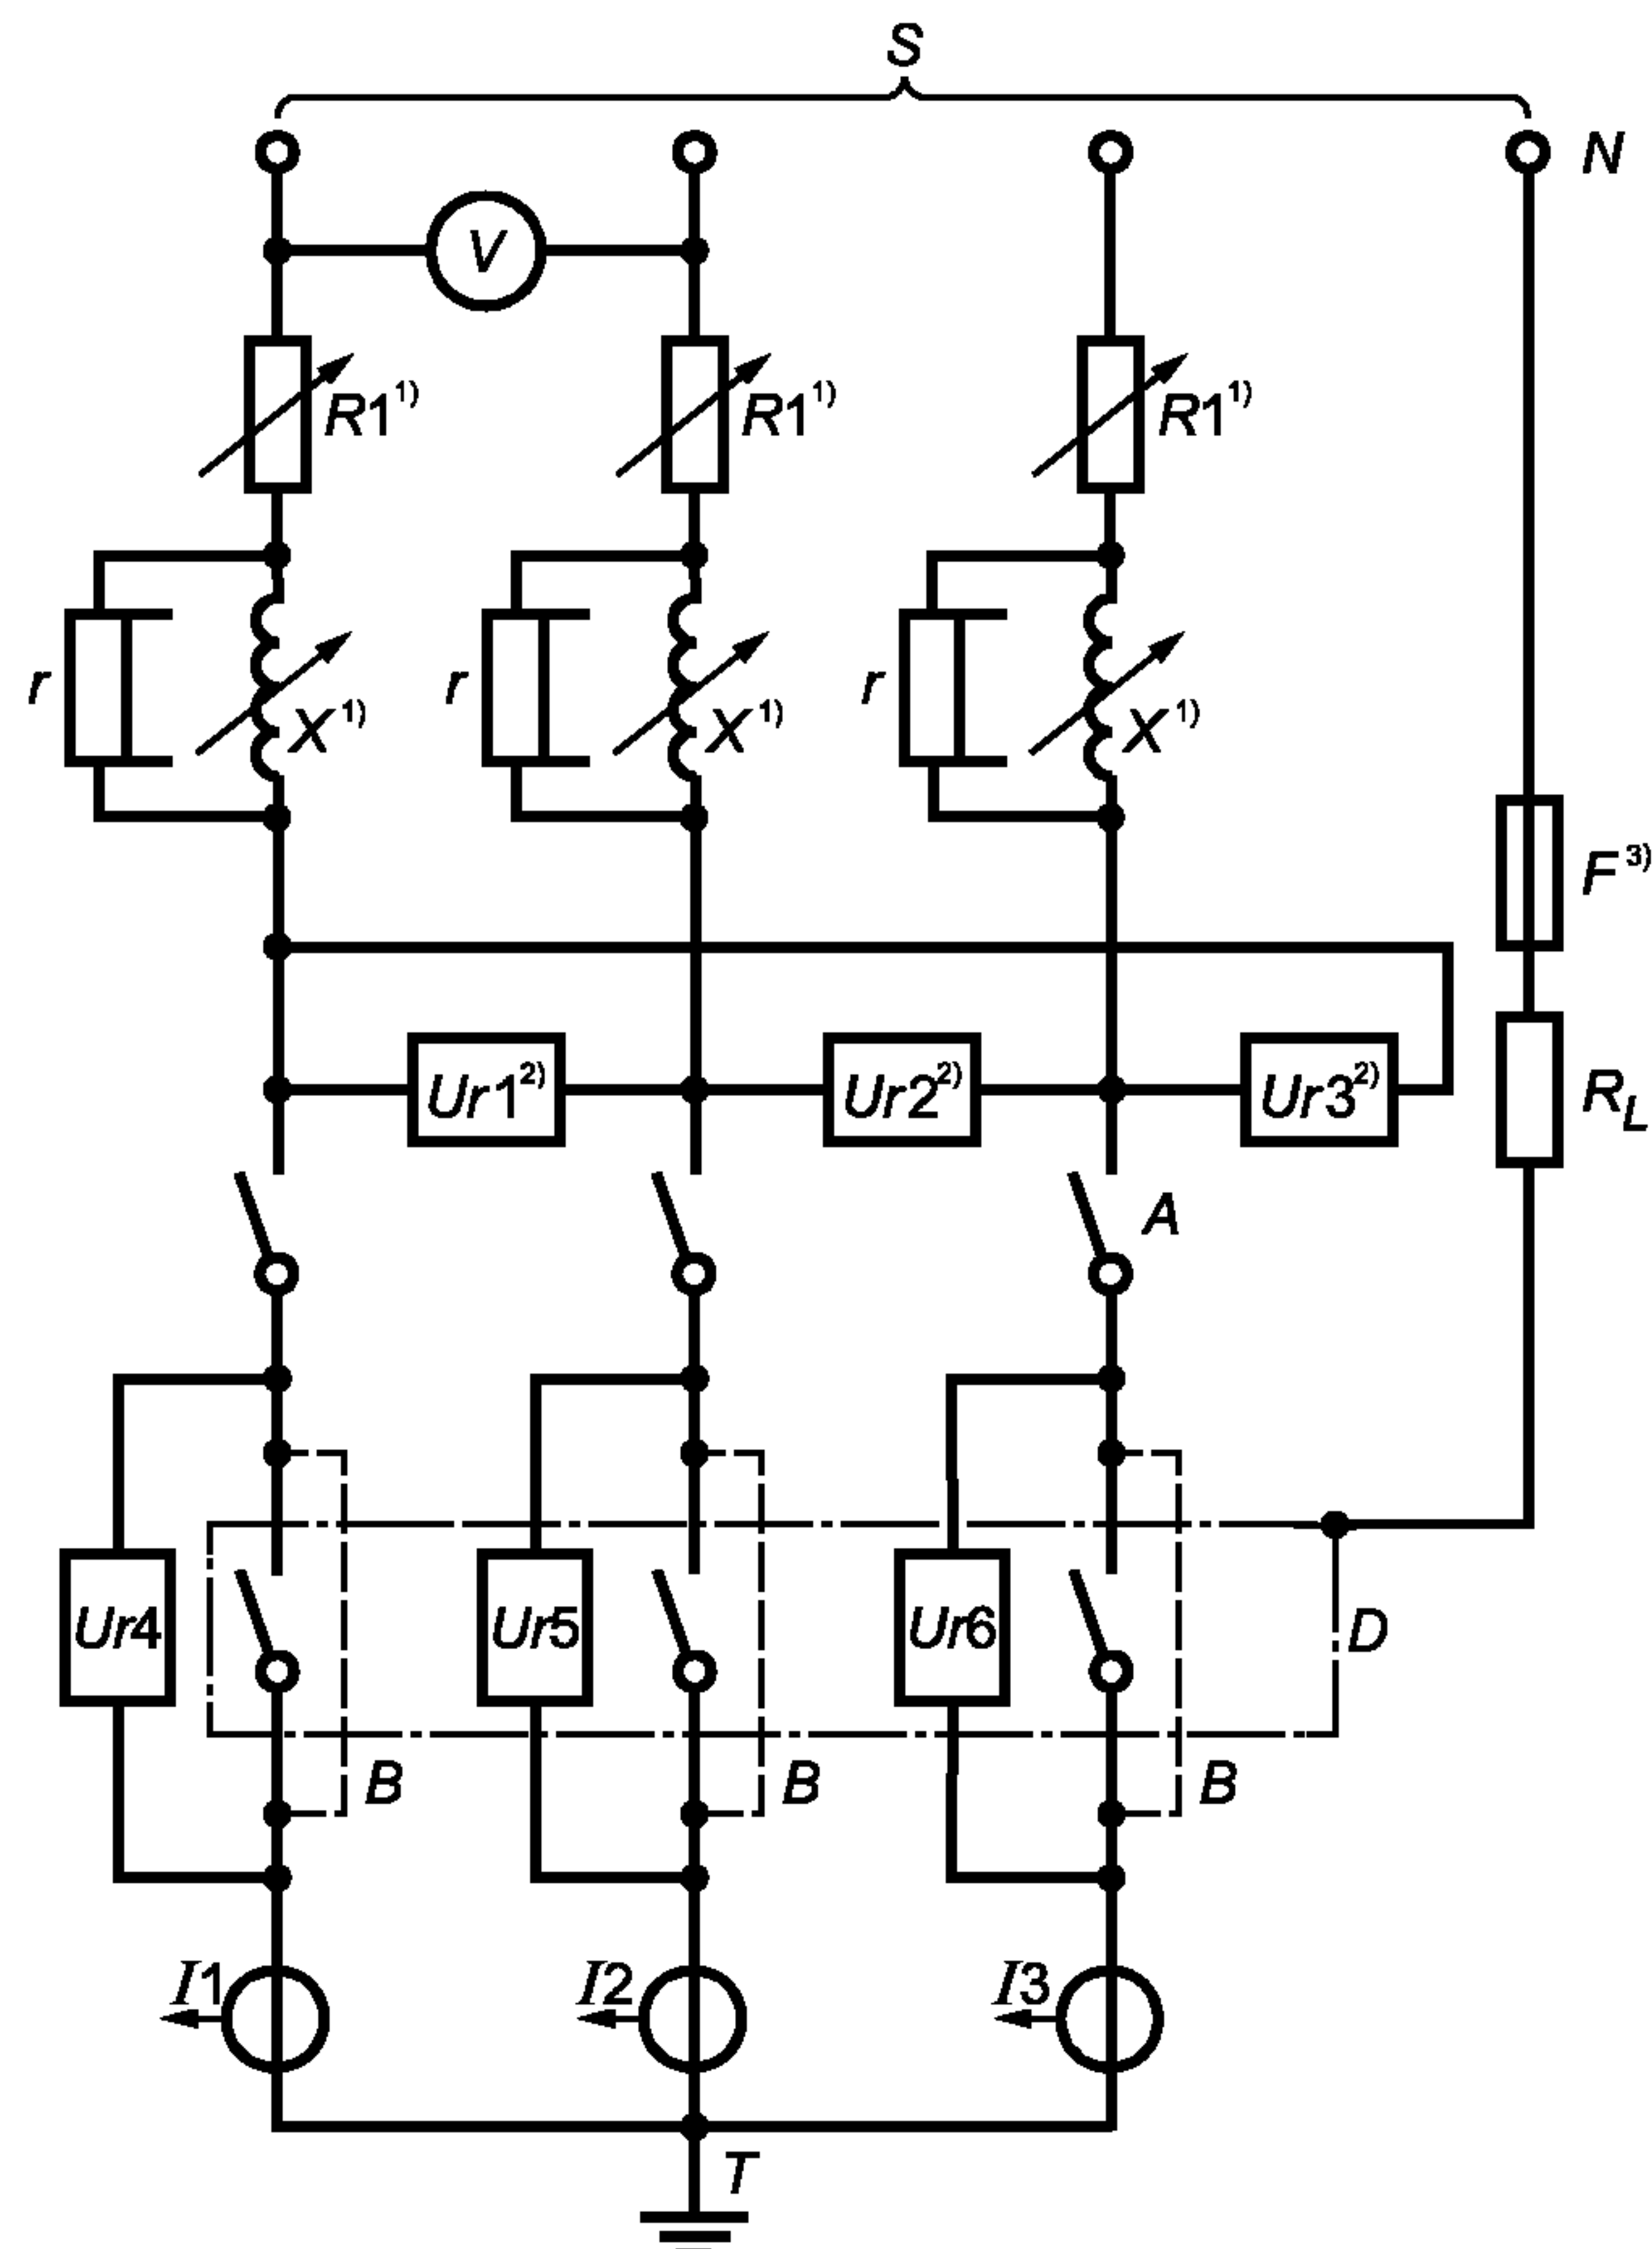 S
N
V
R1¹⁾ R1¹⁾ R1¹⁾
r X¹⁾ r X¹⁾ r X¹⁾
F³⁾
Ur1²⁾ Ur2²⁾ Ur3²⁾ R_L
A
Ur4 Ur5 Ur6 D
B B B
I1 I2 I3
T